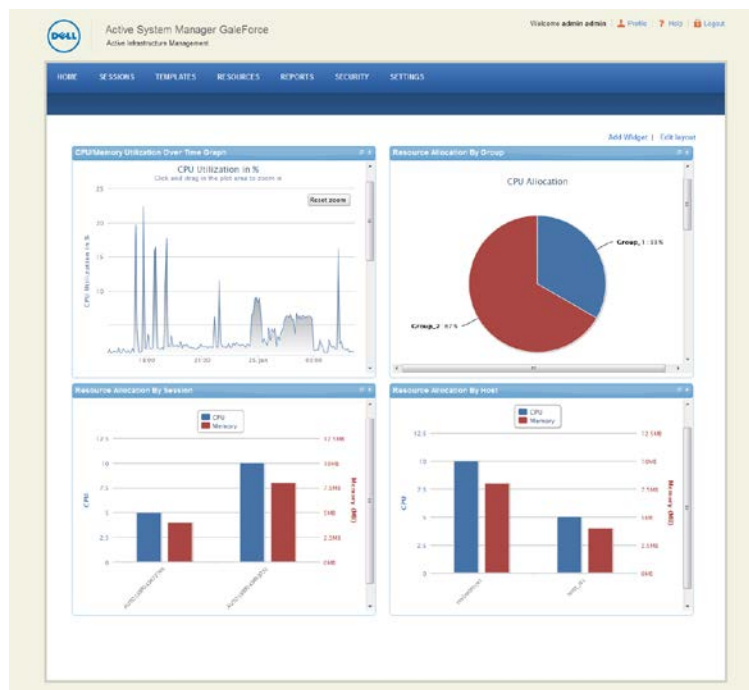 DELL
Active System Manager GaleForce
Active Infrastructure Management
Welcome admin admin | Profile ? Help | Logout
HOME SESSIONS TEMPLATES RESOURCES REPORTS SECURITY SETTINGS
Add Widget | Edit layout
CPU/Memory Utilization Over Time Graph
CPU Utilization in %
Click and drag in the plot area to zoom in
Reset zoom
CPU Utilization in %
25
20
15
10
5
18:00 21:00 25. Jan 03:00
Resource Allocation By Group
CPU Allocation
Group_1 : 33%
Group_2 : 67%
Resource Allocation By Session
CPU
Memory
12.5 12.5MB
10 10MB
7.5 7.5MB
5 5MB
2.5 2.5MB
0 0MB
CPU
Memory (MB)
Resource Allocation By Host
CPU
Memory
12.5 12.5MB
10 10MB
7.5 7.5MB
5 5MB
2.5 2.5MB
0 0MB
CPU
Memory (MB)